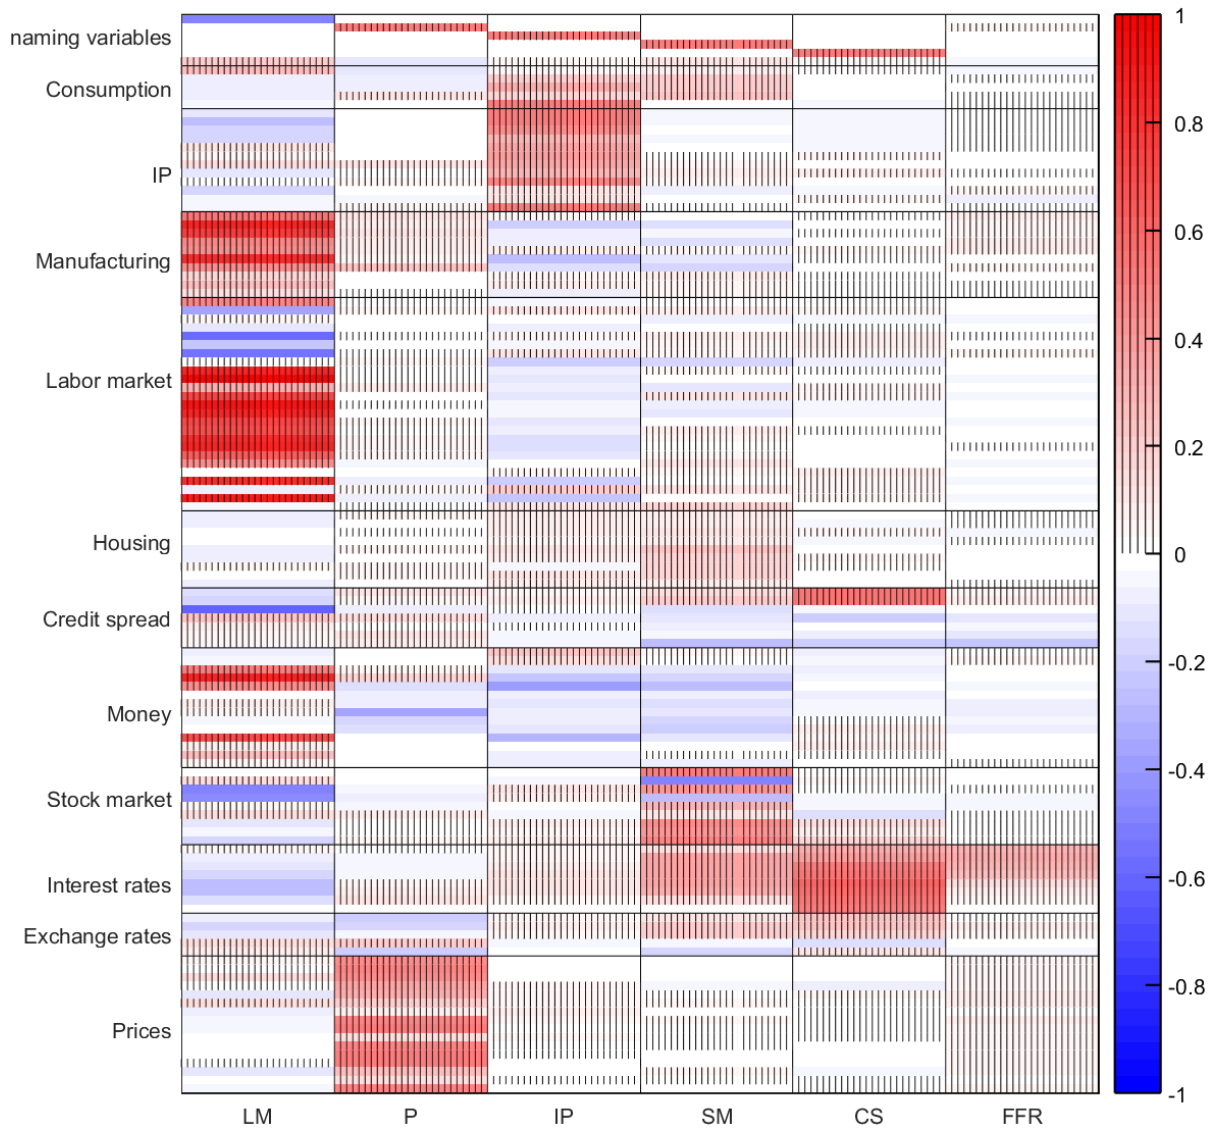 naming variables
Consumption
IP
Manufacturing
Labor market
Housing
Credit spread
Money
Stock market
Interest rates
Exchange rates
Prices
LM P IP SM CS FFR
1
0.8
0.6
0.4
0.2
0
-0.2
-0.4
-0.6
-0.8
-1